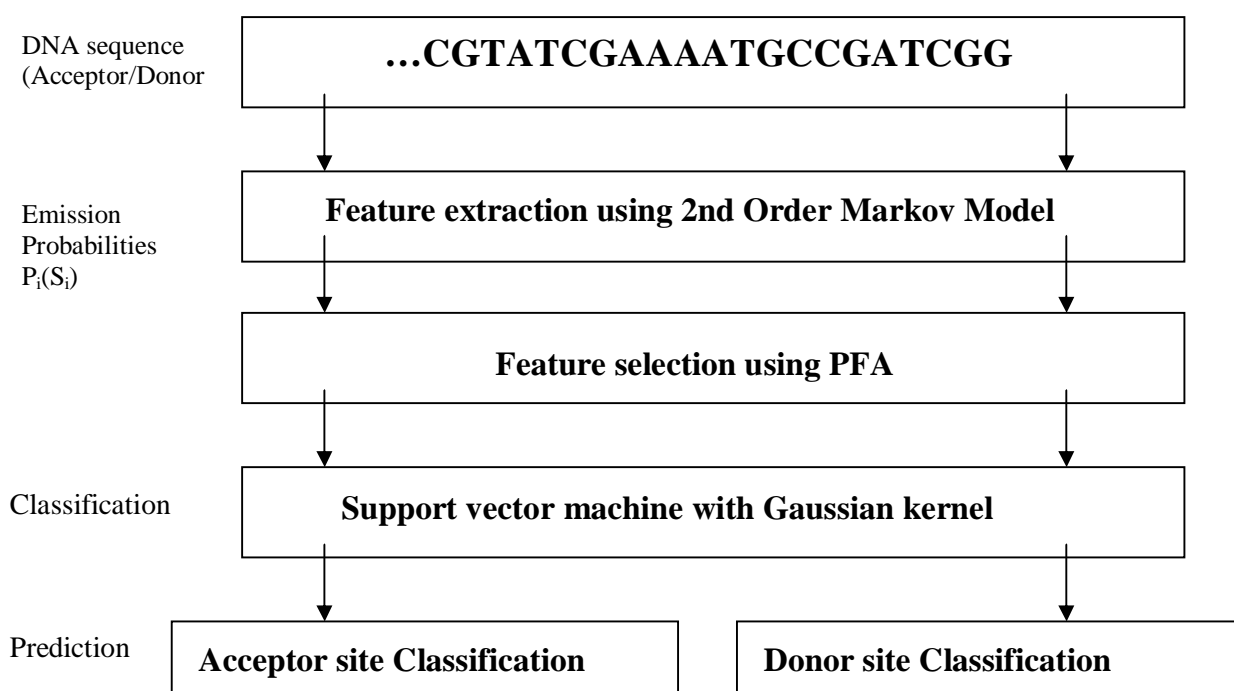 DNA sequence
(Acceptor/Donor
…CGTATCGAAAATGCCGATCGG
Emission
Probabilities
Pᵢ(Sᵢ)
Feature extraction using 2nd Order Markov Model
Feature selection using PFA
Classification
Support vector machine with Gaussian kernel
Prediction
Acceptor site Classification
Donor site Classification